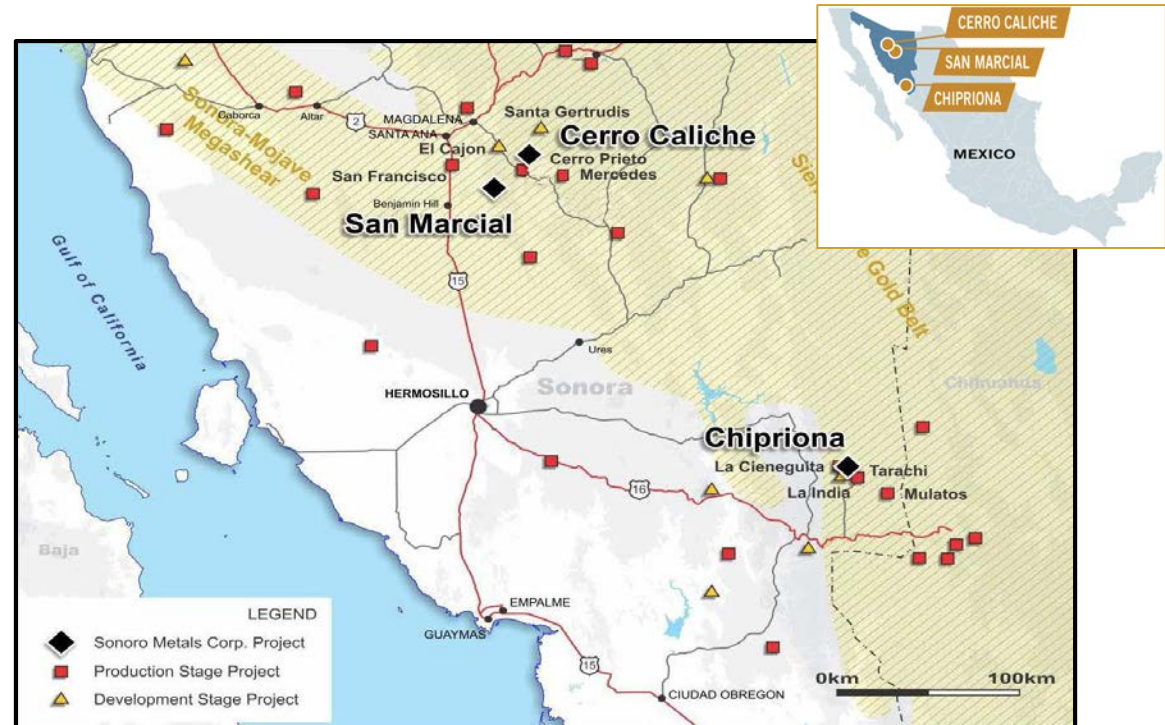 CERRO CALICHE
SAN MARCIAL
CHIPRIONA
MEXICO
Sonora-Mojave
Megashear
Caborca
Altar
2
MAGDALENA
SANTA ANA
Santa Gertrudis
El Cajon
Cerro Caliche
Cerro Prieto
Mercedes
San Francisco
Benjamin Hill
San Marcial
15
Gulf of California
Gold Belt
Ures
Sonora
Chihuahua
HERMOSILLO
Chipriona
La Cieneguita
Tarachi
La India
Mulatos
16
Baja
EMPALME
GUAYMAS
15
CIUDAD OBREGON
LEGEND
Sonoro Metals Corp. Project
Production Stage Project
Development Stage Project
0km
100km